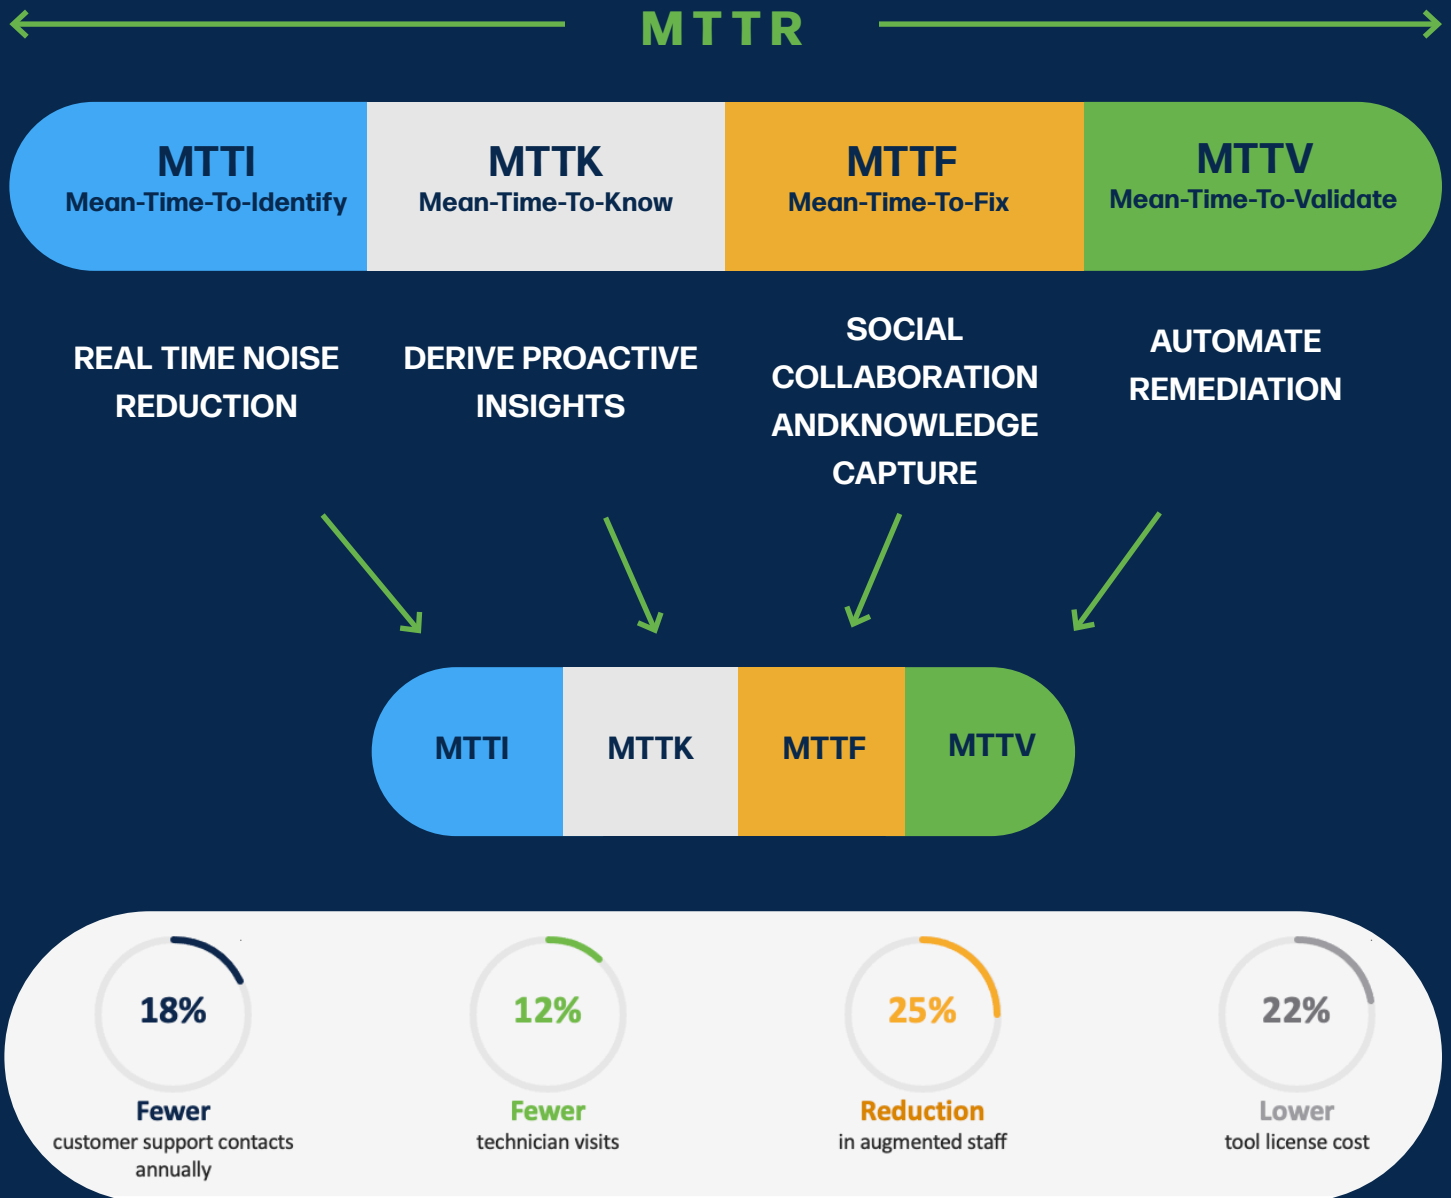 MTTR
MTTI
Mean-Time-To-Identify
MTTK
Mean-Time-To-Know
MTTF
Mean-Time-To-Fix
MTTV
Mean-Time-To-Validate
REAL TIME NOISE
REDUCTION
DERIVE PROACTIVE
INSIGHTS
SOCIAL
COLLABORATION
ANDKNOWLEDGE
CAPTURE
AUTOMATE
REMEDIATION
MTTI
MTTK
MTTF
MTTV
18%
Fewer
customer support contacts
annually
12%
Fewer
technician visits
25%
Reduction
in augmented staff
22%
Lower
tool license cost